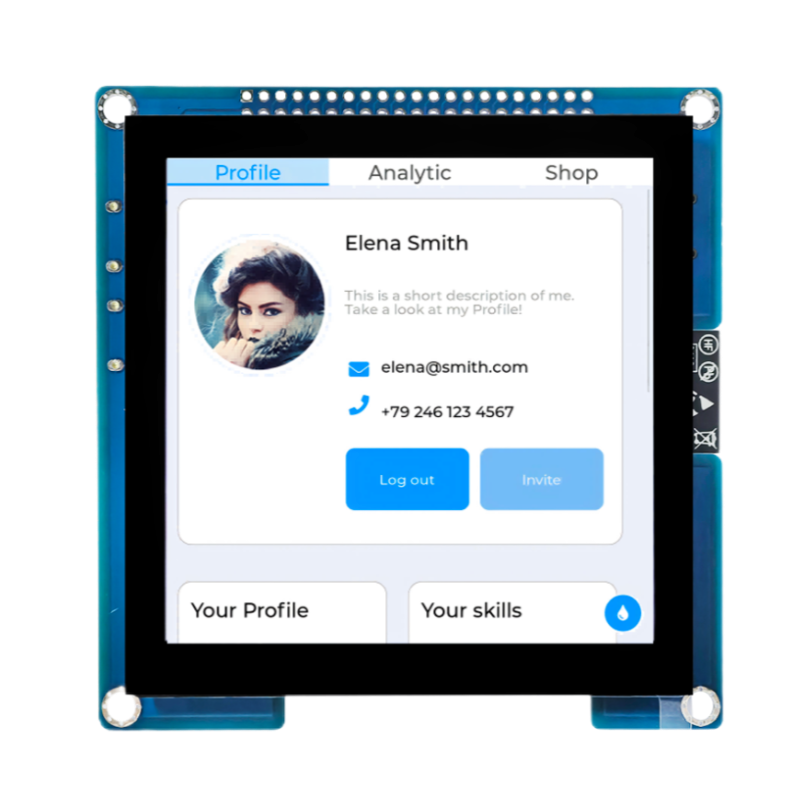 Profile
Analytic
Shop
Elena Smith
This is a short description of me.
Take a look at my Profile!
elena@smith.com
+79 246 123 4567
Log out
Invite
Your Profile
Your skills